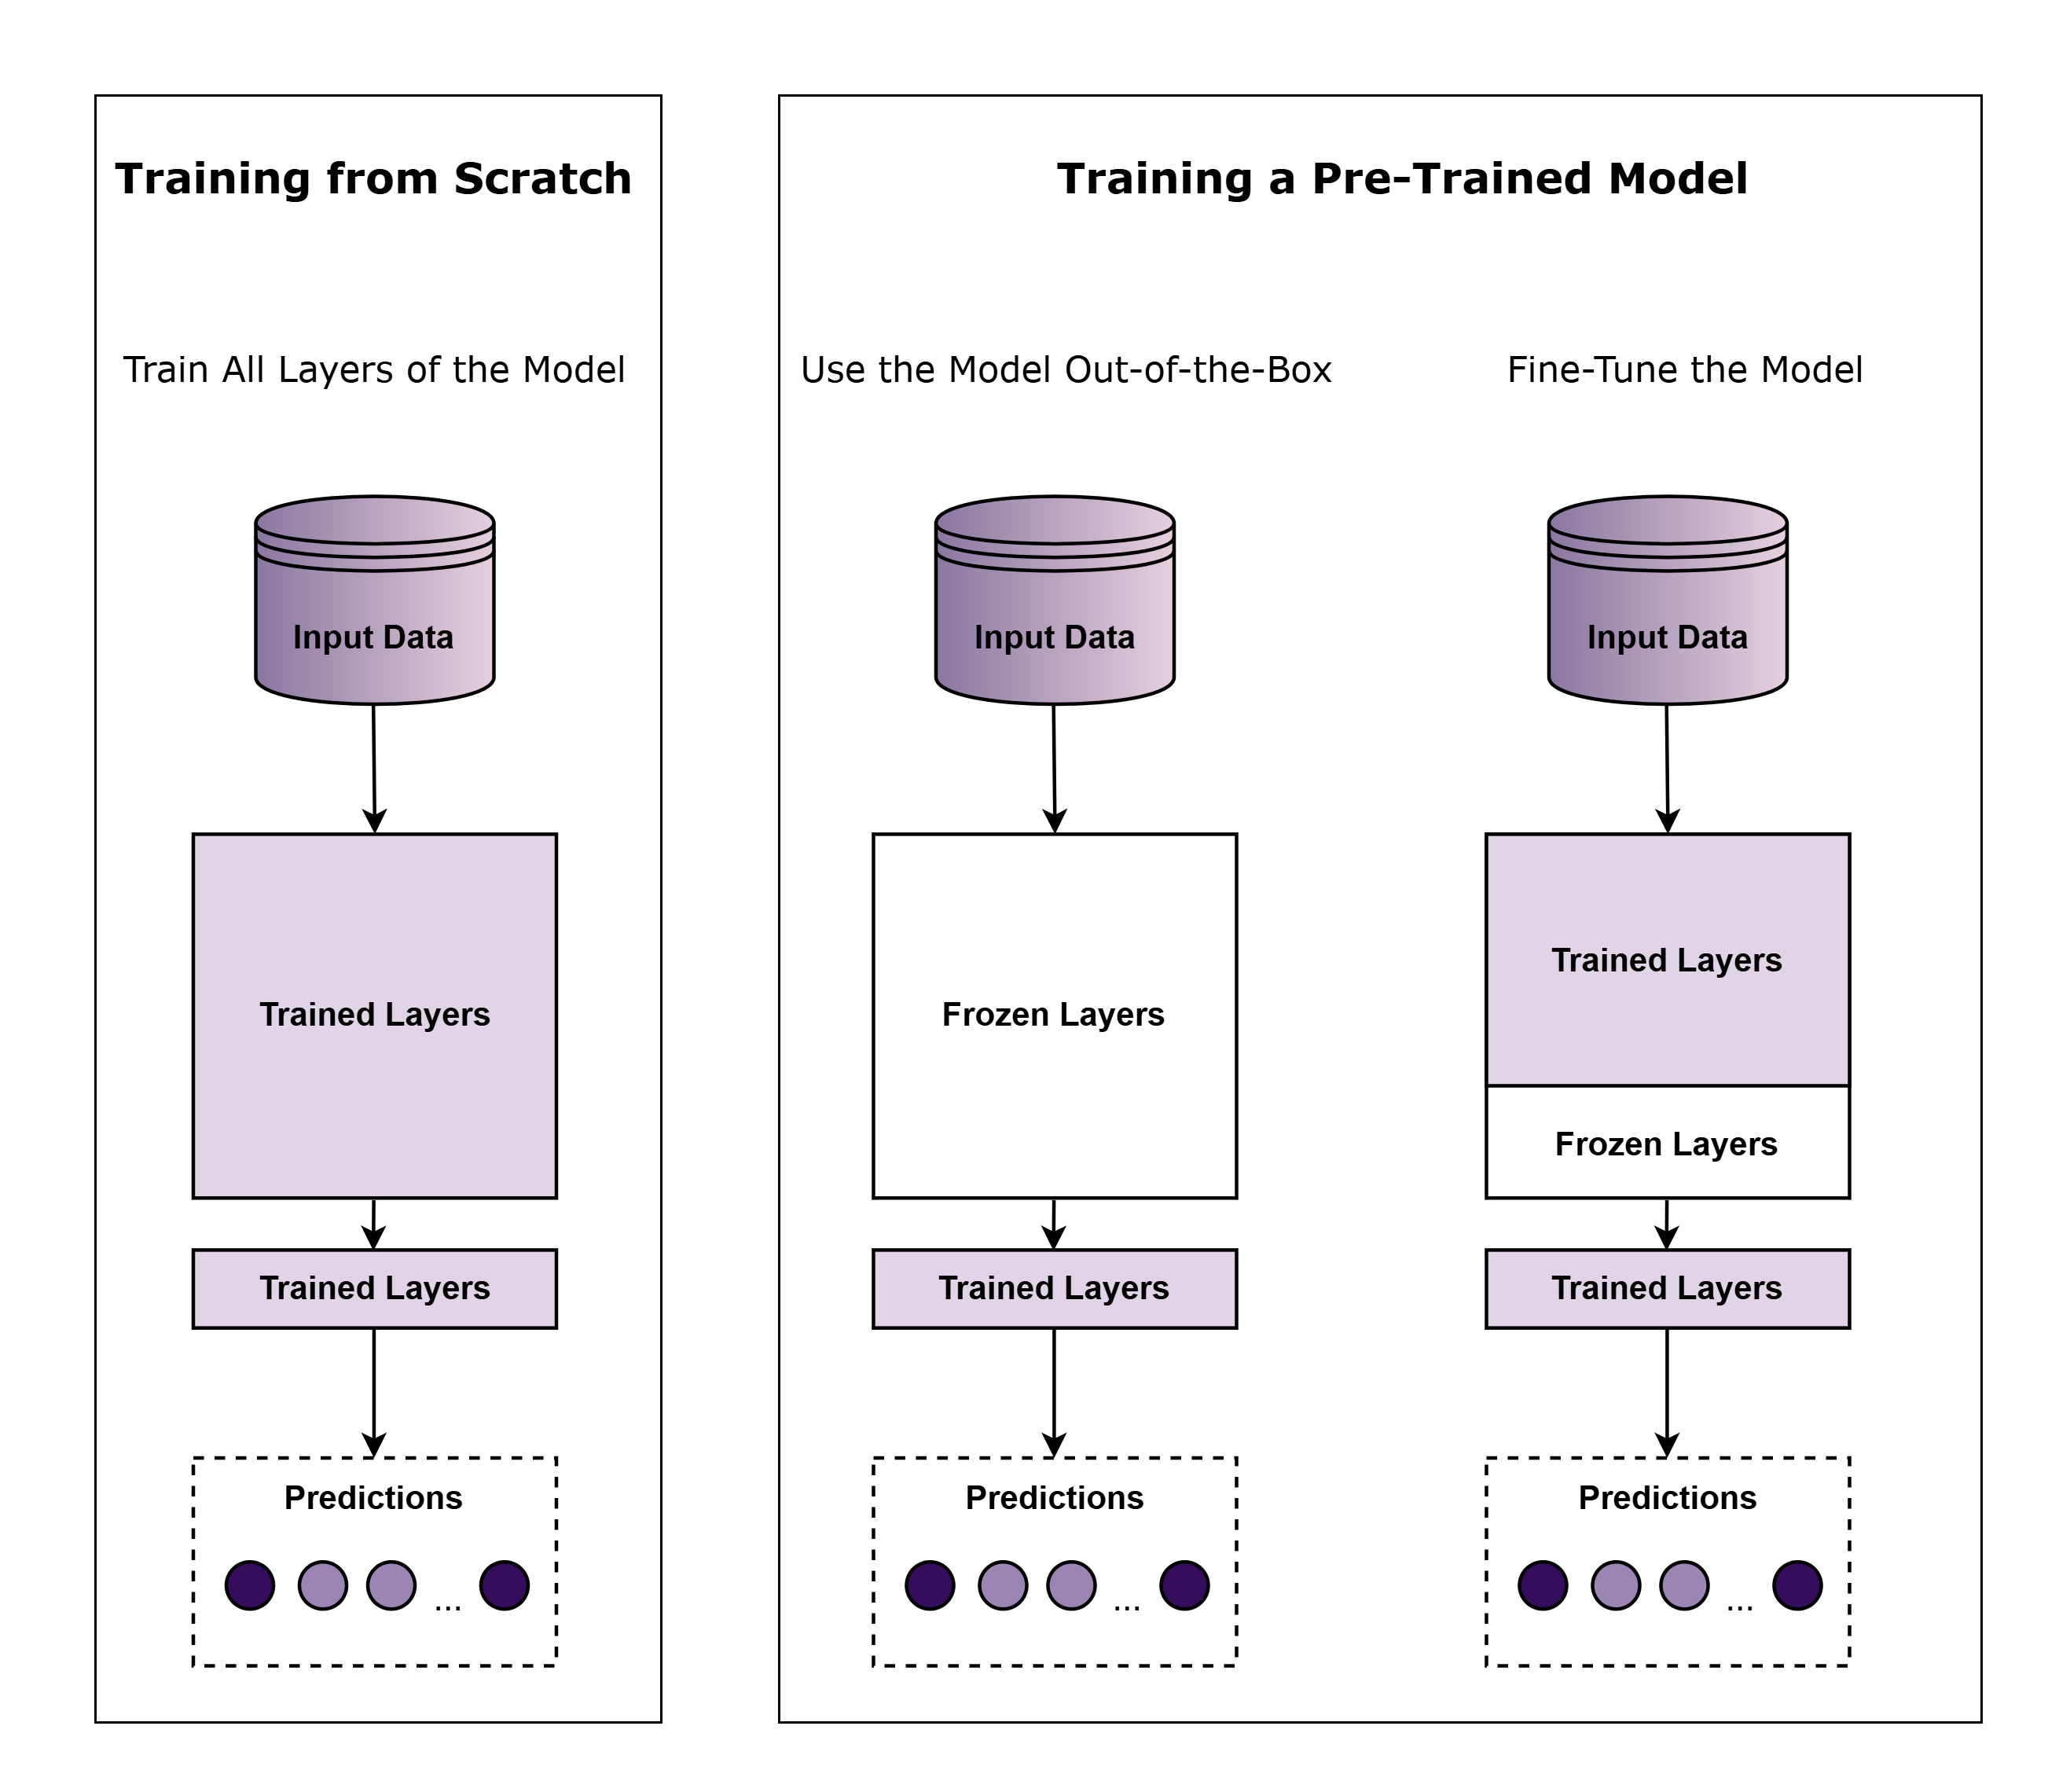 Training from Scratch
Train All Layers of the Model
Input Data
Trained Layers
Trained Layers
Predictions
...
Training a Pre-Trained Model
Use the Model Out-of-the-Box
Input Data
Frozen Layers
Trained Layers
Predictions
...
Fine-Tune the Model
Input Data
Trained Layers
Frozen Layers
Trained Layers
Predictions
...